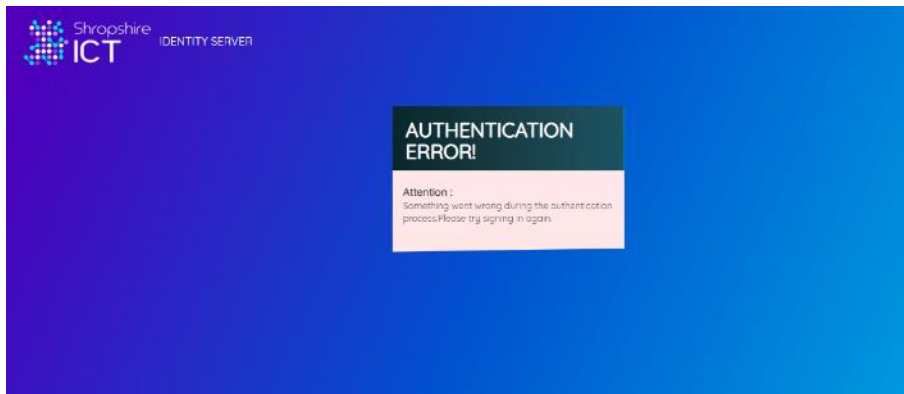 Shropshire
ICT
IDENTITY SERVER
AUTHENTICATION
ERROR!
Attention :
Something went wrong during the authentication
process.Please try signing in again.